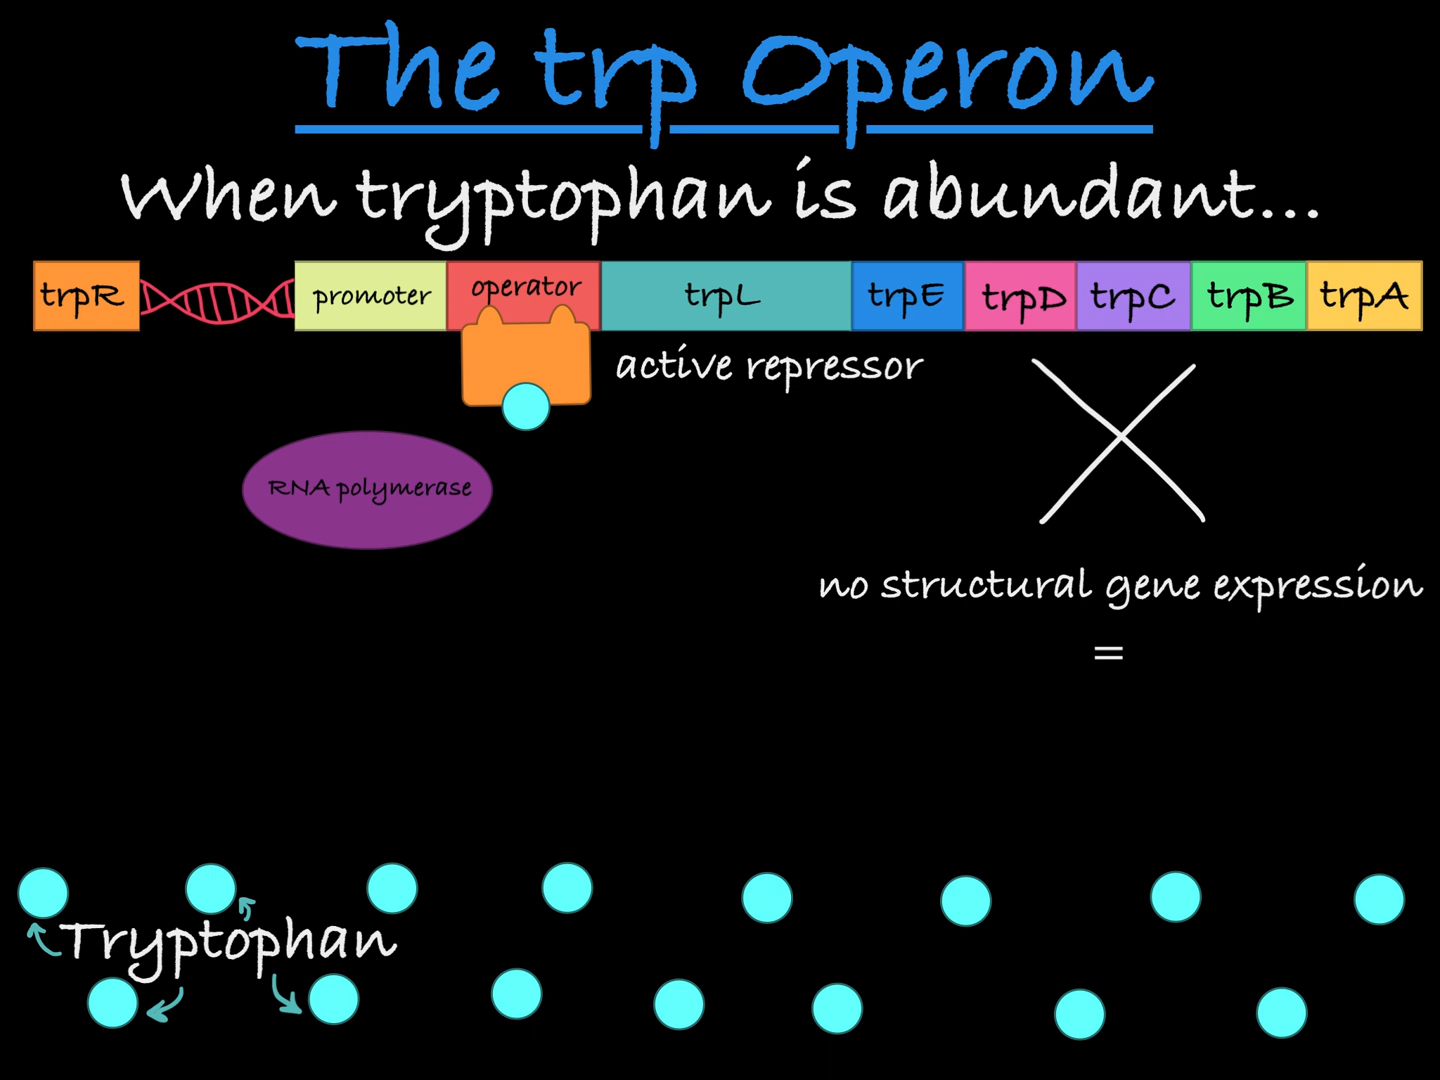 The trp Operon
When tryptophan is abundant...
trpR promoter operator trpL trpE trpD trpC trpB trpA
active repressor
RNA polymerase
no structural gene expression
=
Tryptophan